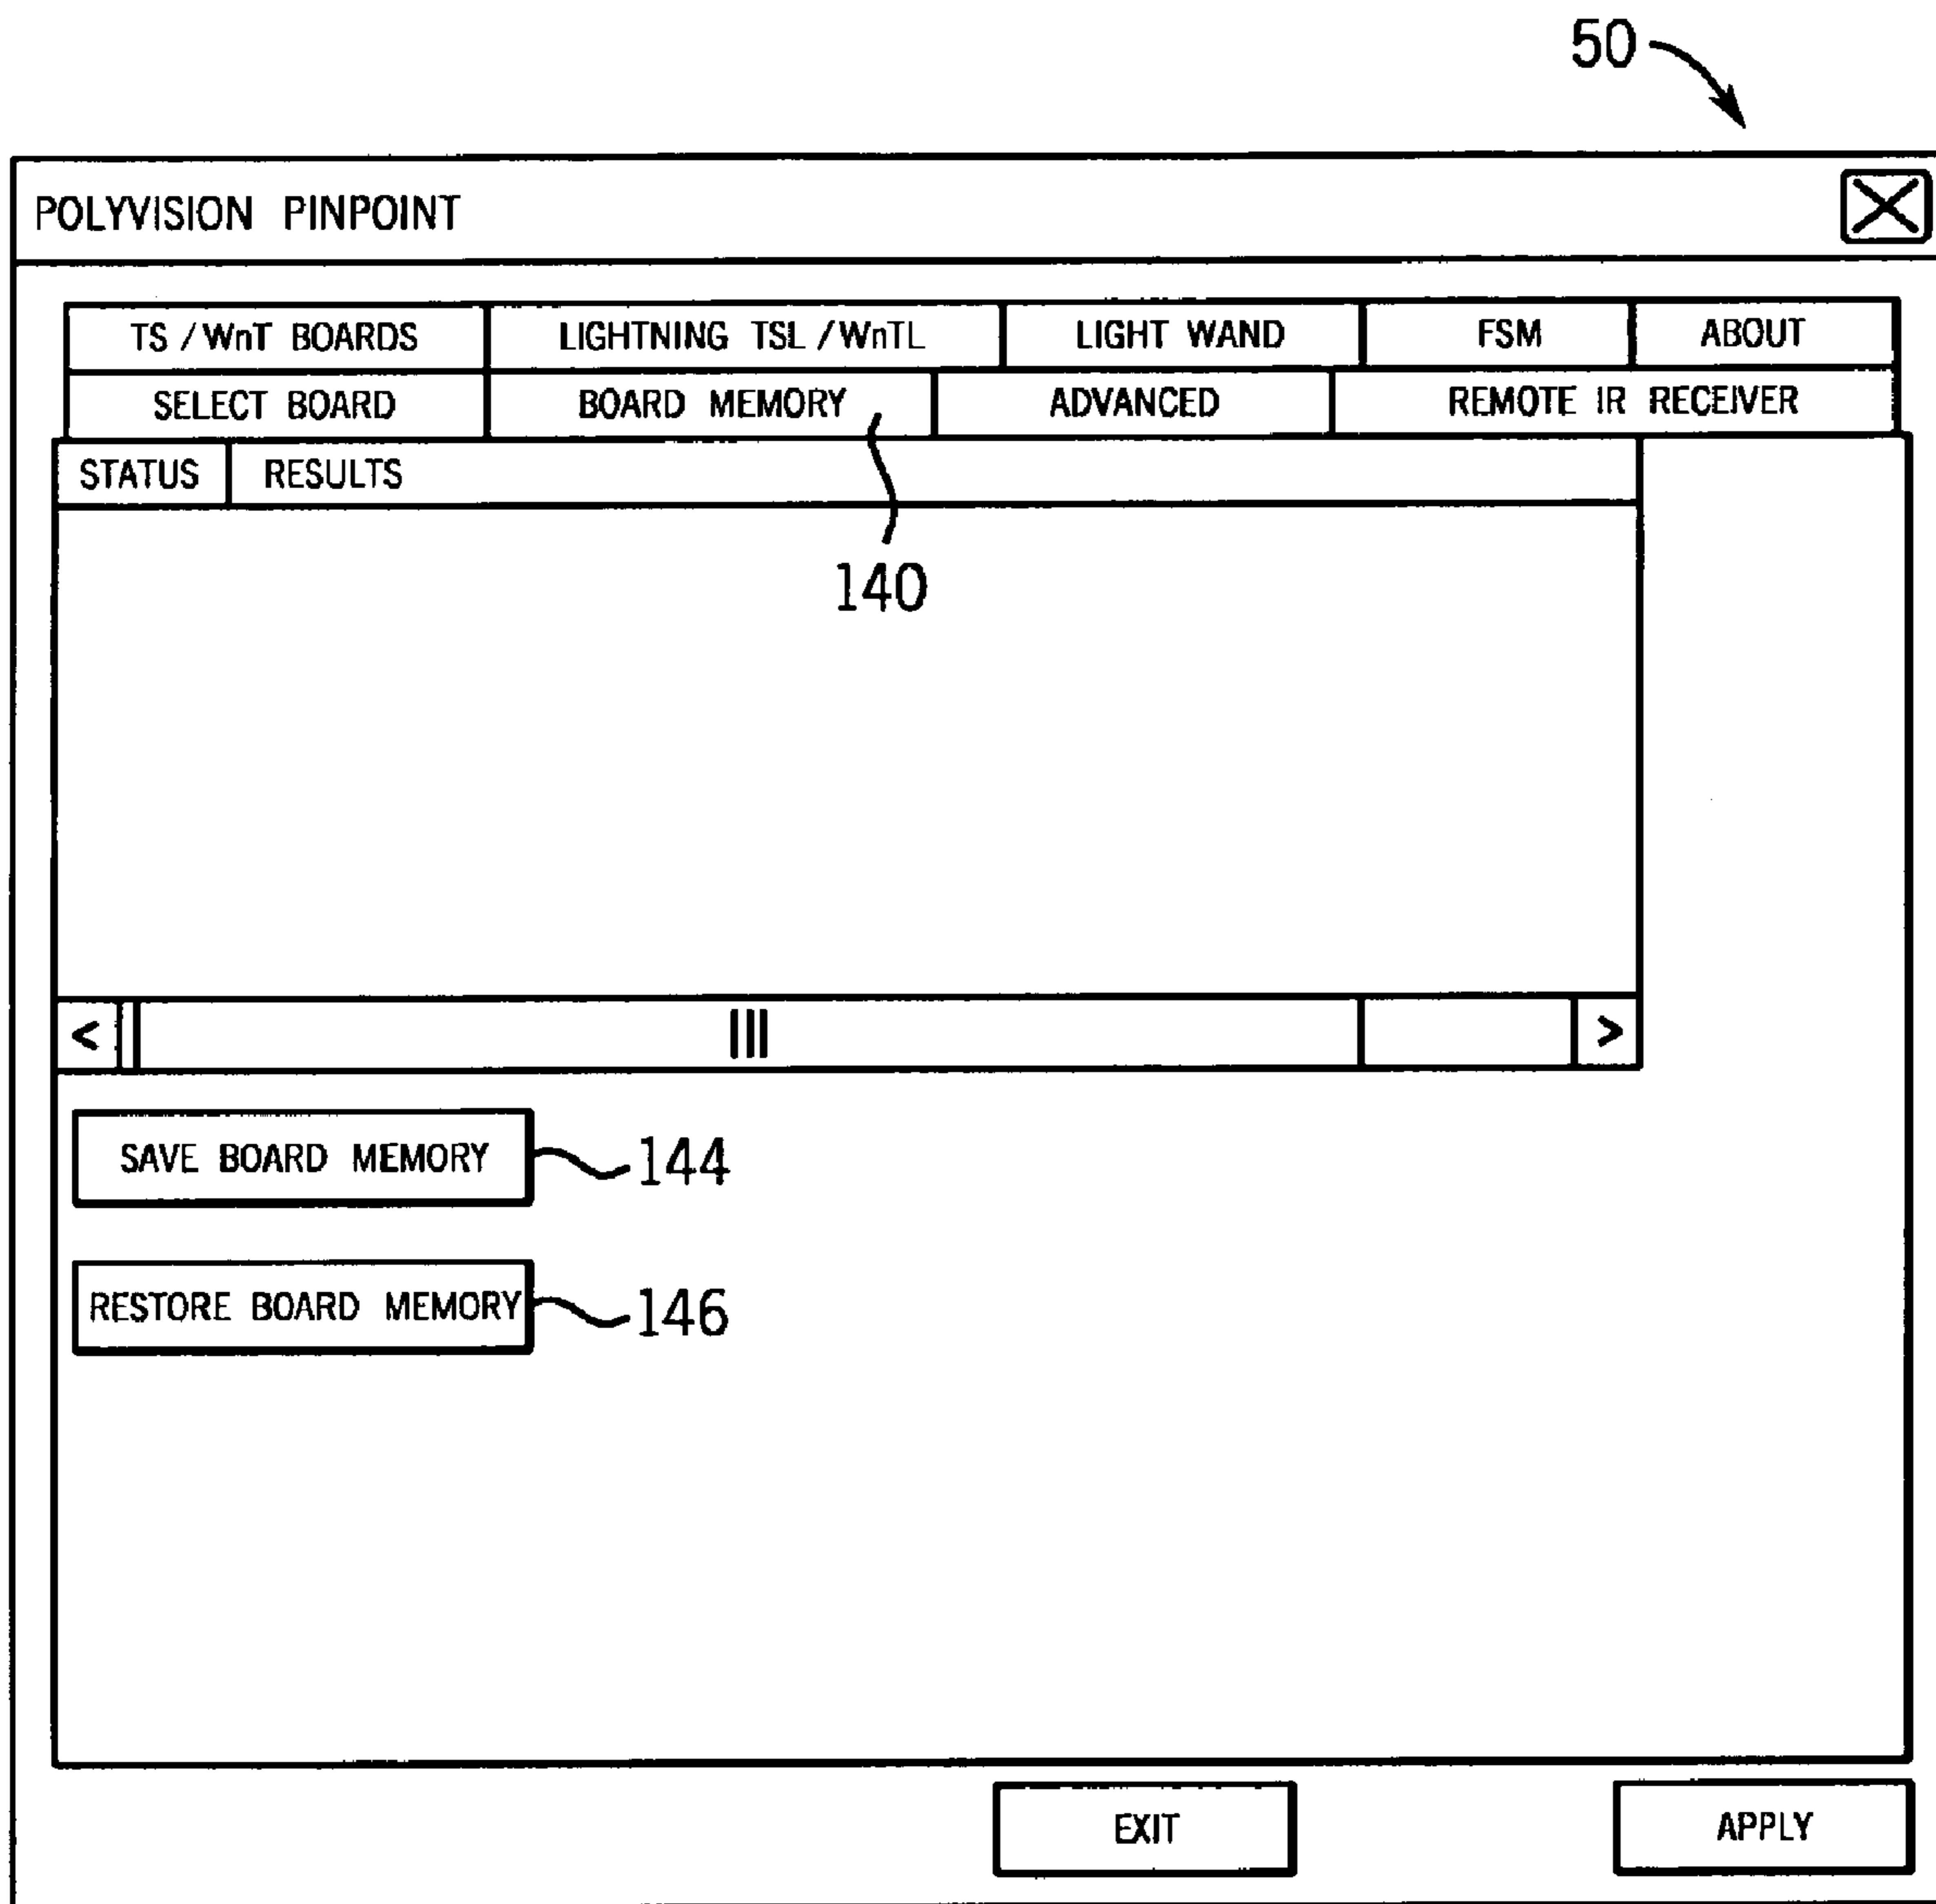 50
POLYVISION PINPOINT
TS / WnT BOARDS LIGHTNING TSL / WnTL LIGHT WAND FSM ABOUT
SELECT BOARD BOARD MEMORY ADVANCED REMOTE IR RECEIVER
STATUS RESULTS
140
< >
SAVE BOARD MEMORY 144
RESTORE BOARD MEMORY 146
EXIT APPLY